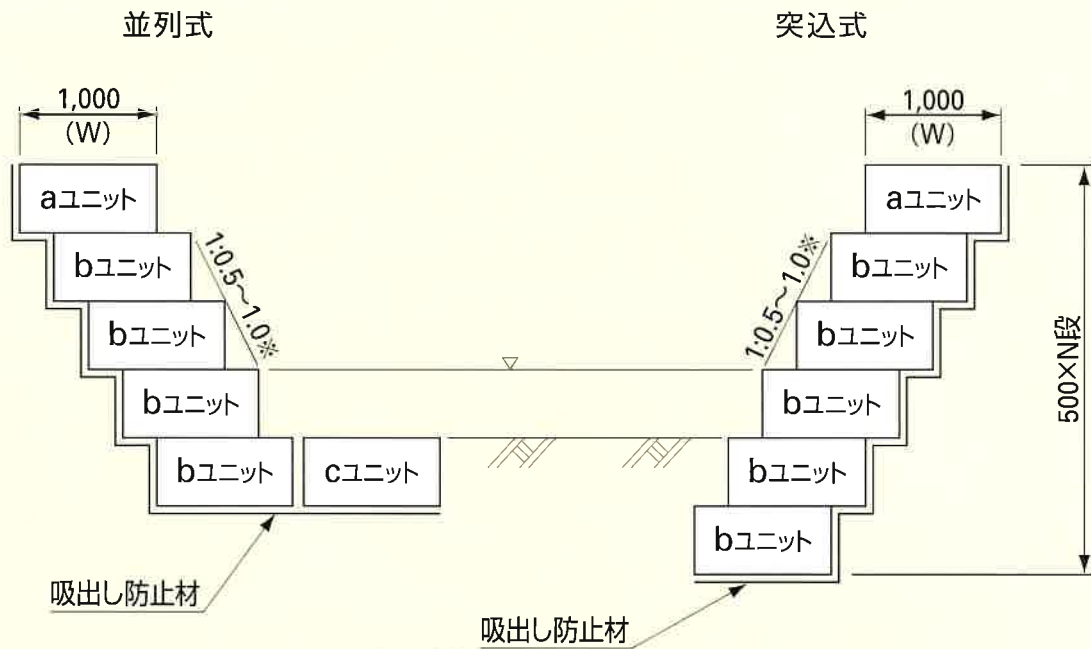 並列式
突込式
1,000
(W)
1,000
(W)
aユニット
bユニット
bユニット
bユニット
bユニット
cユニット
1:0.5〜1.0※
aユニット
bユニット
bユニット
bユニット
bユニット
bユニット
1:0.5〜1.0※
500×N段
吸出し防止材
吸出し防止材